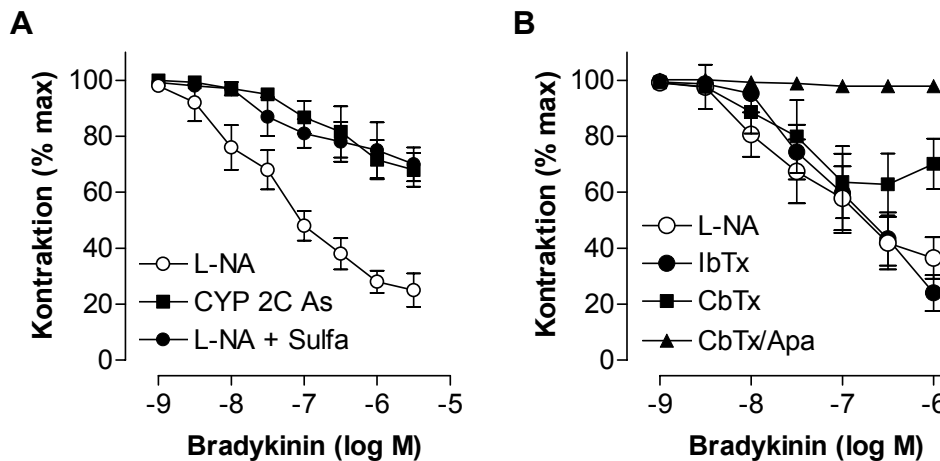 A
Kontraktion (% max)
100
80
60
40
20
0
L-NA
CYP 2C As
L-NA + Sulfa
-9
-8
-7
-6
-5
Bradykinin (log M)
B
Kontraktion (% max)
100
80
60
40
20
0
L-NA
IbTx
CbTx
CbTx/Apa
-9
-8
-7
-6
Bradykinin (log M)